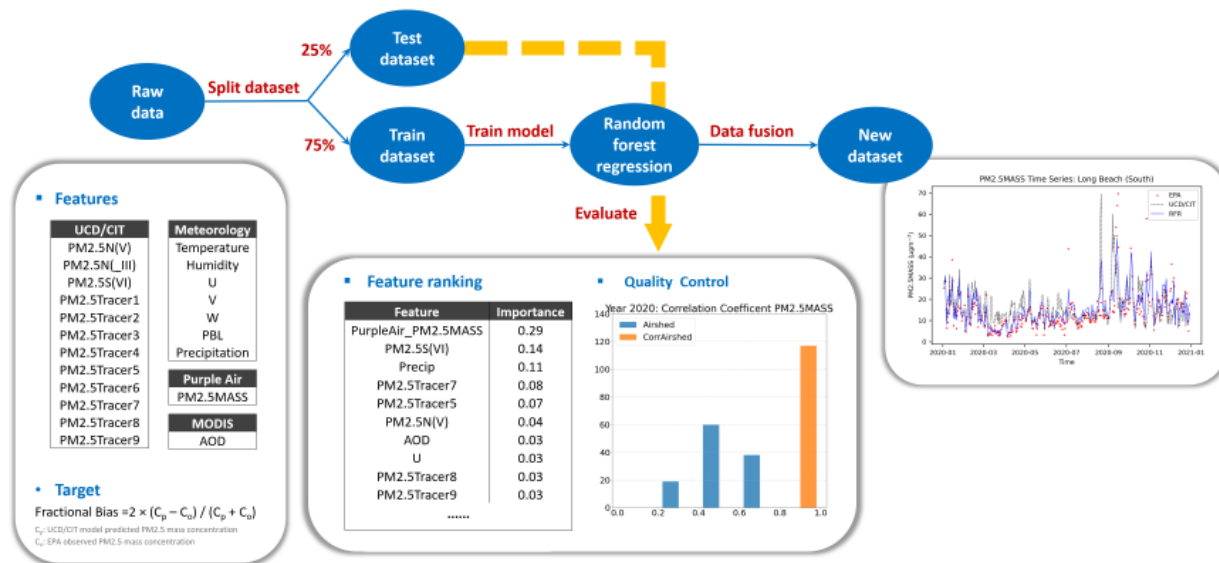 Raw
data
Split dataset
25%
75%
Test
dataset
Train
dataset
Train model
Random
forest
regression
Data fusion
New
dataset
Evaluate
▪ Features
UCD/CIT
PM2.5N(V)
PM2.5N(_III)
PM2.5S(VI)
PM2.5Tracer1
PM2.5Tracer2
PM2.5Tracer3
PM2.5Tracer4
PM2.5Tracer5
PM2.5Tracer6
PM2.5Tracer7
PM2.5Tracer8
PM2.5Tracer9
Meteorology
Temperature
Humidity
U
V
W
PBL
Precipitation
Purple Air
PM2.5MASS
MODIS
AOD
• Target
Fractional Bias =2 × (Cₚ – Cₒ) / (Cₚ + Cₒ)
Cₚ: UCD/CIT model predicted PM2.5 mass concentration
Cₒ: EPA observed PM2.5 mass concentration
▪ Feature ranking
Feature Importance
PurpleAir_PM2.5MASS 0.29
PM2.5S(VI) 0.14
Precip 0.11
PM2.5Tracer7 0.08
PM2.5Tracer5 0.07
PM2.5N(V) 0.04
AOD 0.03
U 0.03
PM2.5Tracer8 0.03
PM2.5Tracer9 0.03
......
▪ Quality Control
Year 2020: Correlation Coefficent PM2.5MASS
Airshed
CorrAirshed
140
120
100
80
60
40
20
0
0.0 0.2 0.4 0.6 0.8 1.0
PM2.5MASS Time Series: Long Beach (South)
EPA
UCD/CIT
RFR
PM2.5MASS (μgm⁻³)
70
60
50
40
30
20
10
0
2020-01 2020-03 2020-05 2020-07 2020-09 2020-11 2021-01
Time